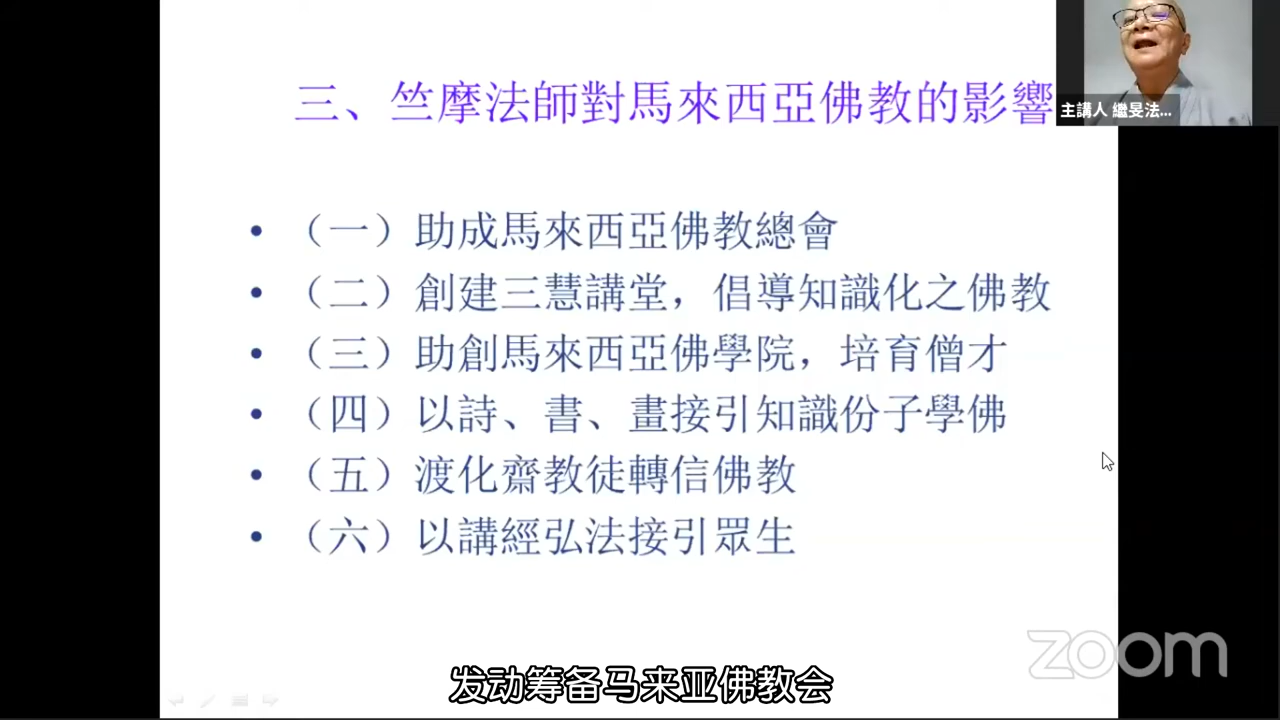 三、竺摩法師對馬來西亞佛教的影響
主講人 繼旻法...
• （一）助成馬來西亞佛教總會
• （二）創建三慧講堂，倡導知識化之佛教
• （三）助創馬來西亞佛學院，培育僧才
• （四）以詩、書、畫接引知識份子學佛
• （五）渡化齋教徒轉信佛教
• （六）以講經弘法接引眾生
zoom
发动筹备马来亚佛教会